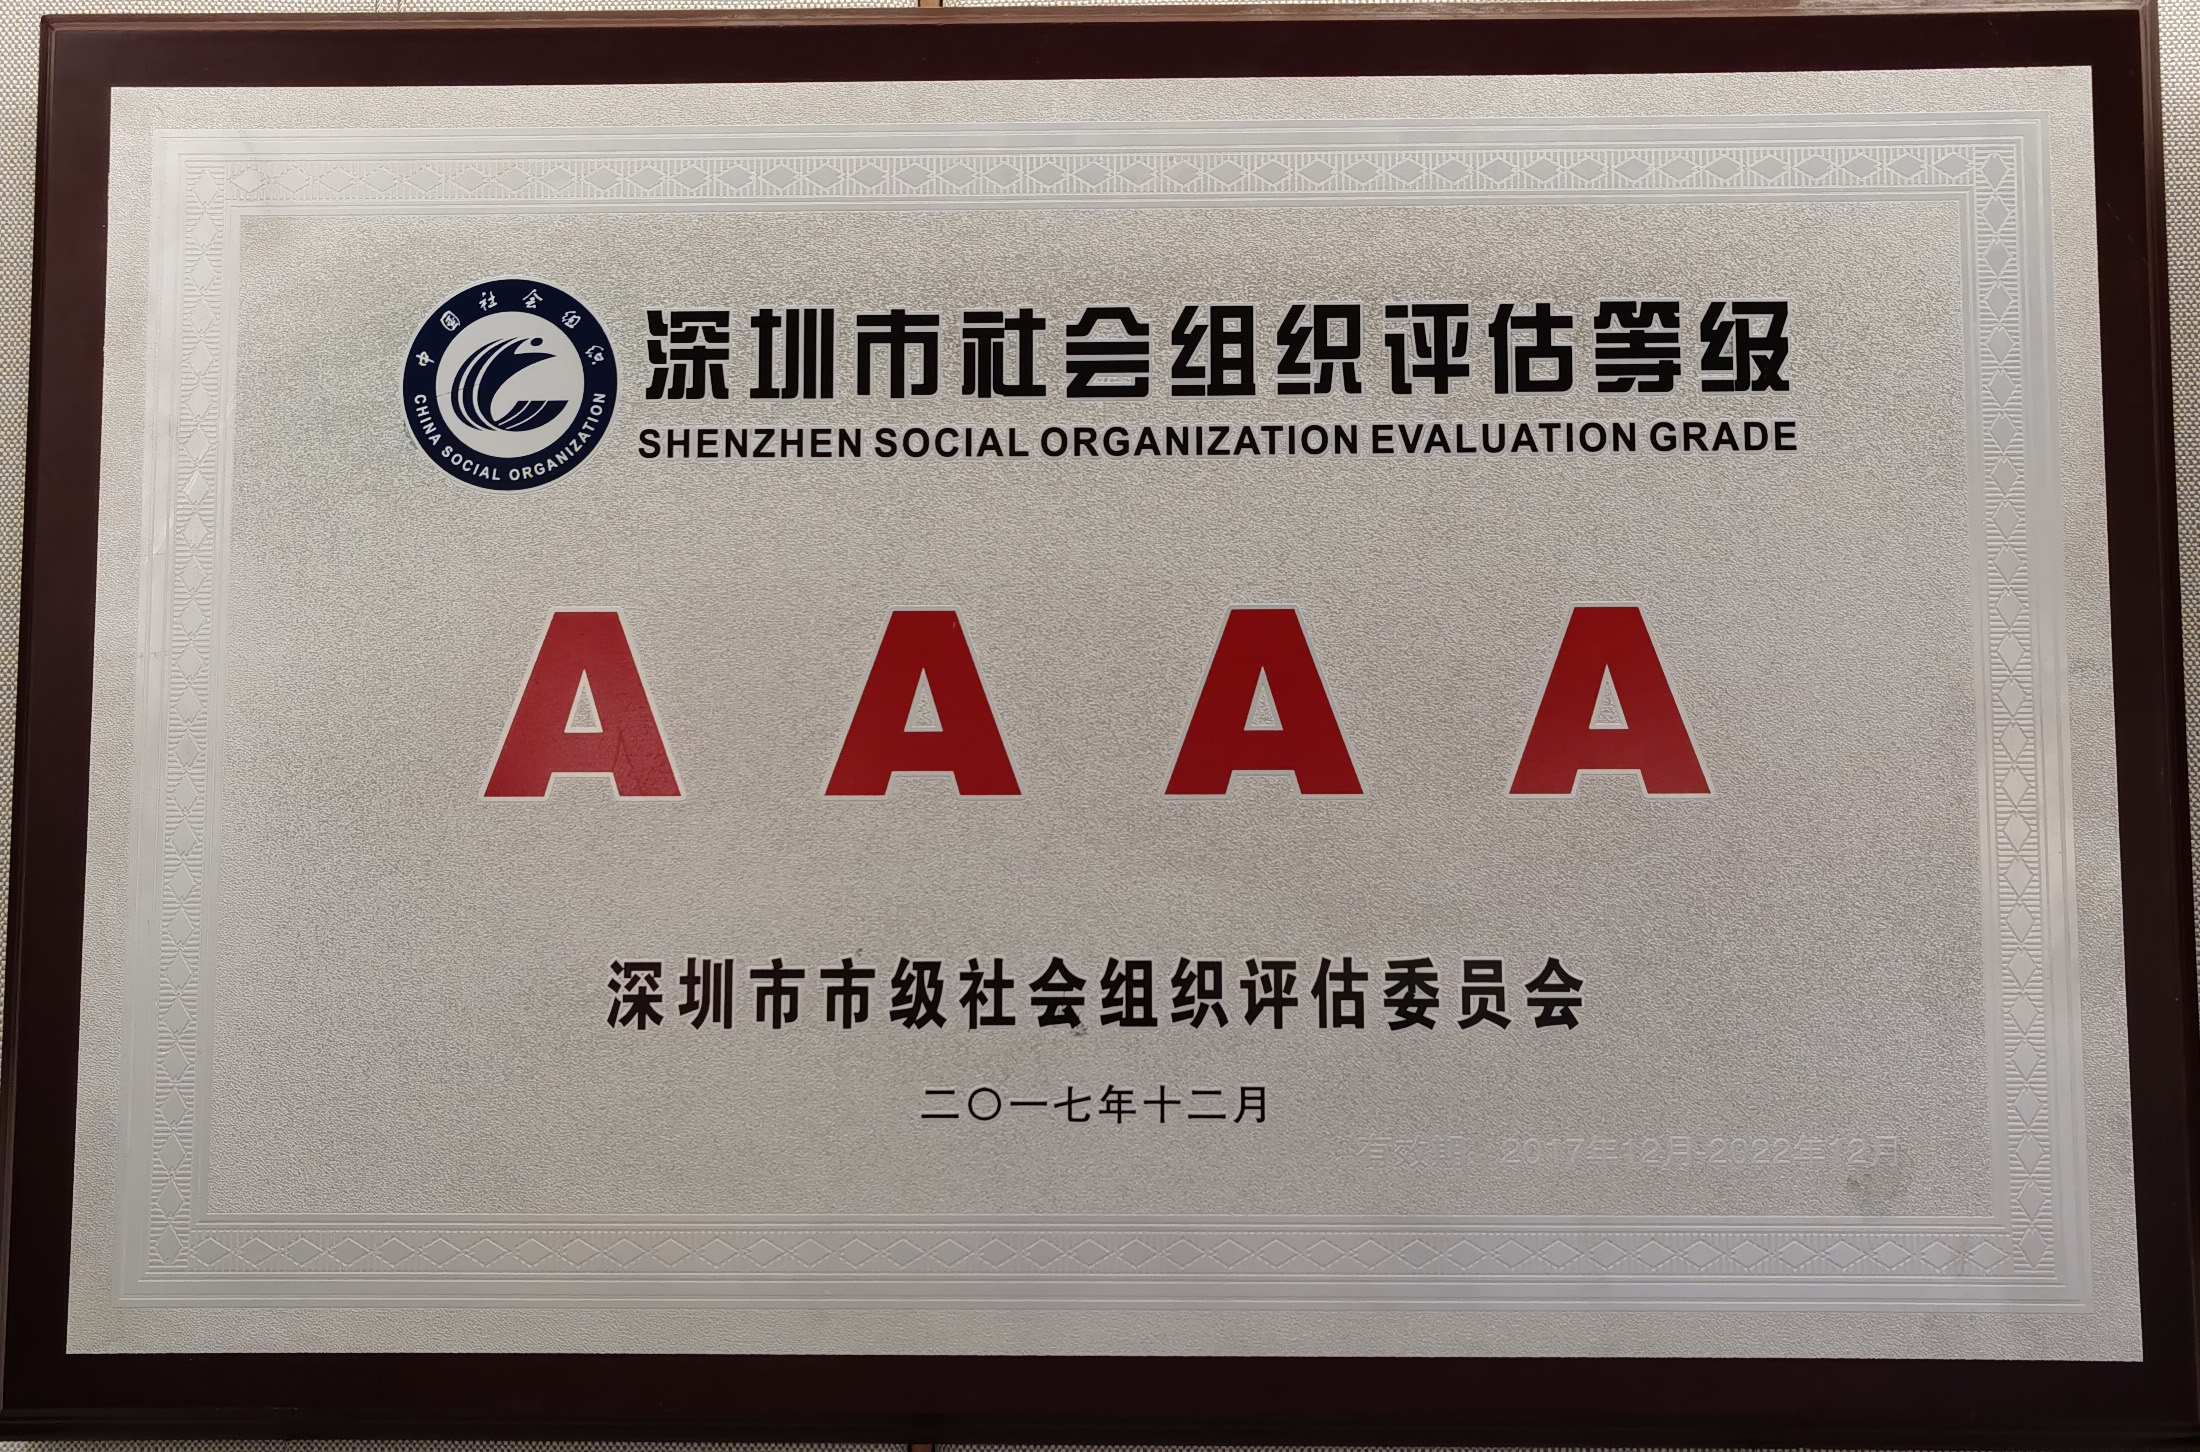 中国社会组织
CHINA SOCIAL ORGANIZATION
深圳市社会组织评估等级
SHENZHEN SOCIAL ORGANIZATION EVALUATION GRADE
A A A A
深圳市市级社会组织评估委员会
二〇一七年十二月
有效期 2017年12月-2022年12月